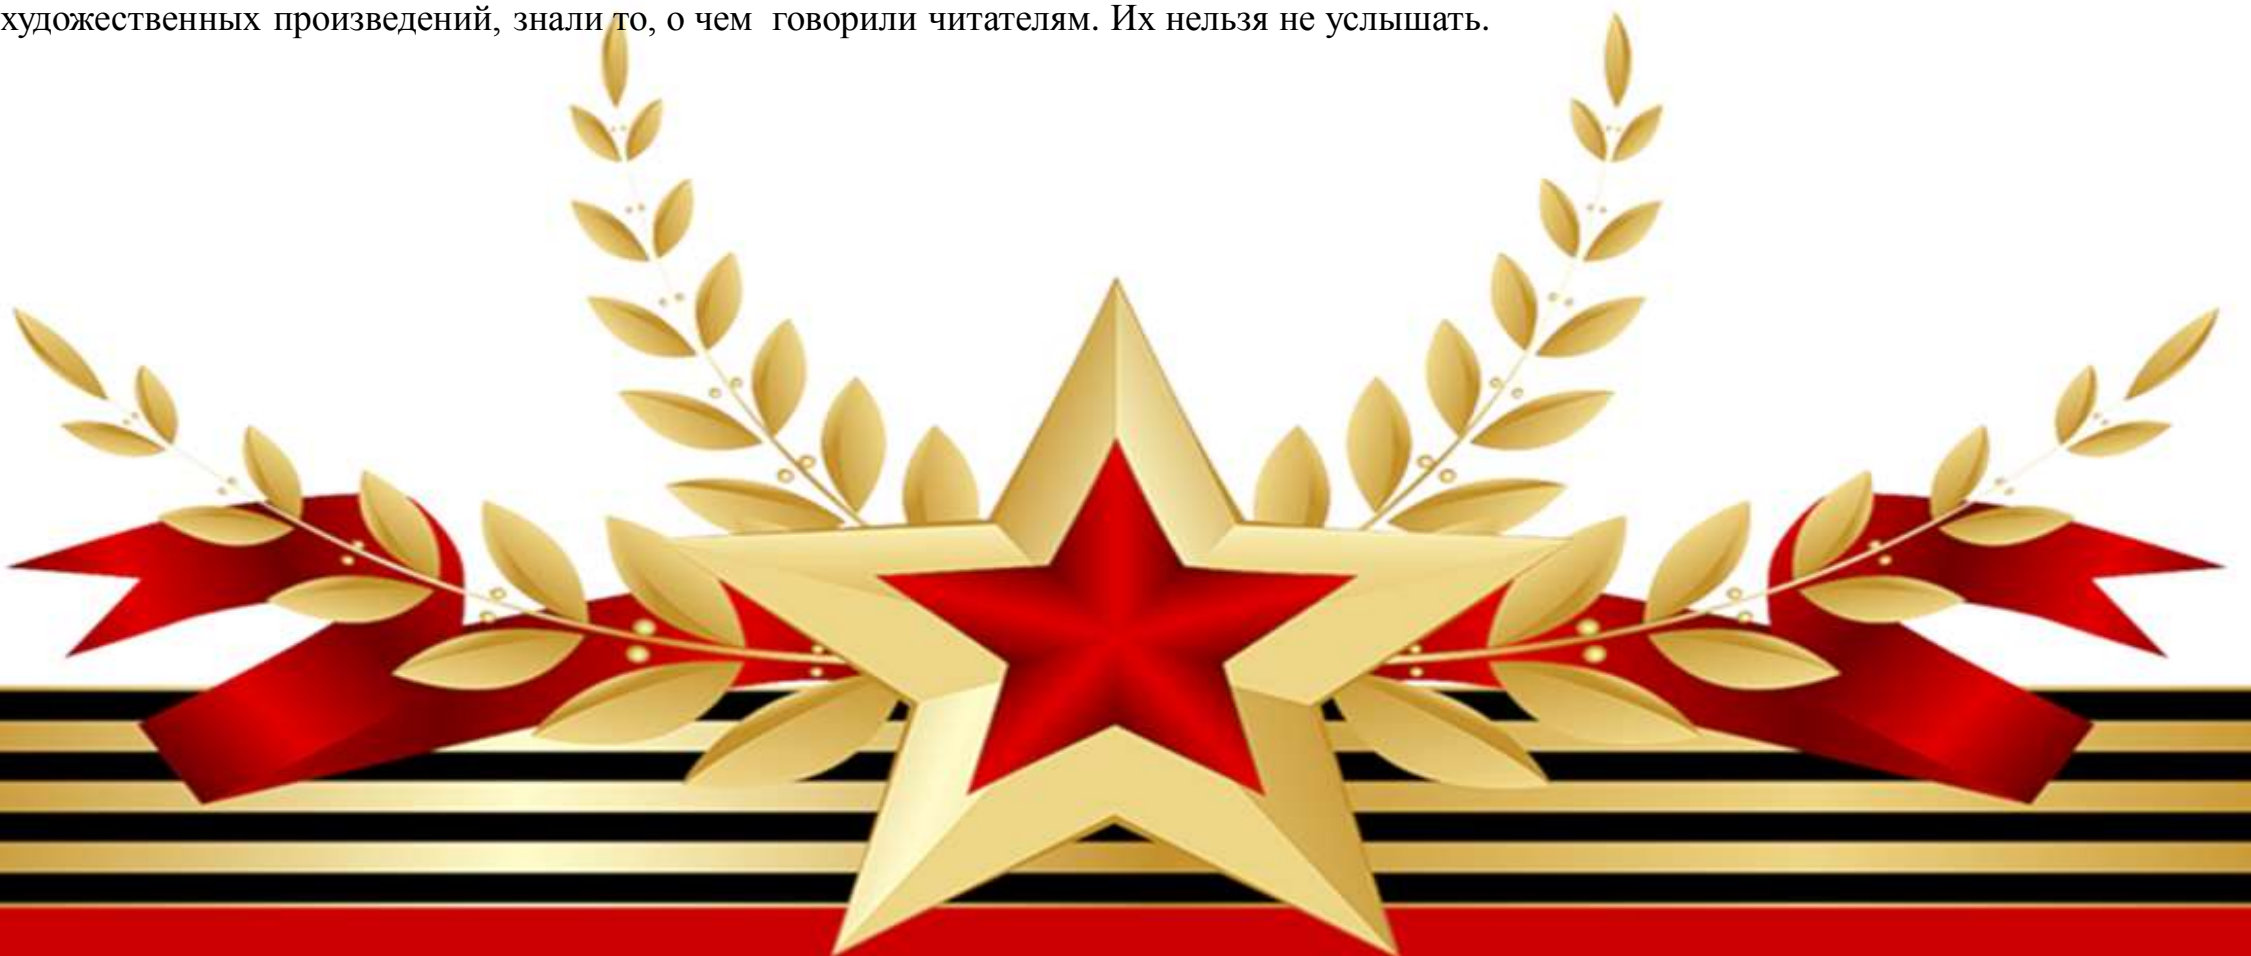 художественных произведений, знали то, о чем говорили читателям. Их нельзя не услышать.